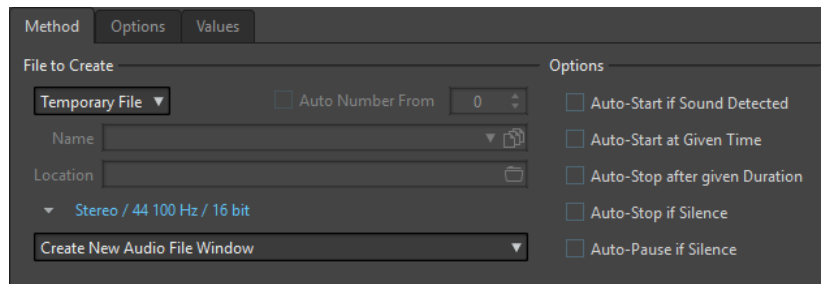 Method Options Values
File to Create
Temporary File Auto Number From 0
Name
Location
Stereo / 44 100 Hz / 16 bit
Create New Audio File Window
Options
Auto-Start if Sound Detected
Auto-Start at Given Time
Auto-Stop after given Duration
Auto-Stop if Silence
Auto-Pause if Silence